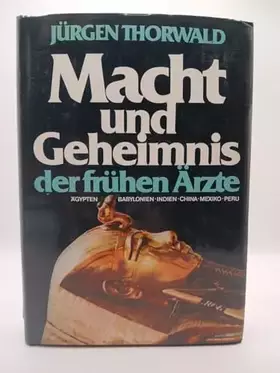 JÜRGEN THORWALD
Macht
und
Geheimnis
der frühen Ärzte
ÄGYPTEN BABYLONIEN·INDIEN·CHINA·MEXIKO·PERU